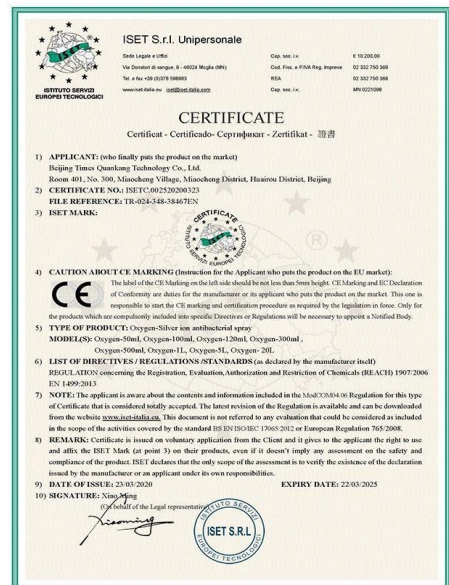 ISET
ISTITUTO SERVIZI
EUROPEI TECNOLOGICI
ISET S.r.l. Unipersonale
Sede Legale e Uffici
Via Donatori di sangue, 9 - 46024 Moglia (MN)
Tel. e fax +39 (0)376 598963
www.iset-italia.eu iset@iset-italia.com
Cap. soc. i.v. € 10.200,00
Cod. Fisc. e P.IVA Reg. Imprese 02 332 750 369
REA 02 332 750 369
Cap. soc. i.v. MN 0221098
CERTIFICATE
Certificat - Certificado- Сертификат - Zertifikat - 證書
1) APPLICANT: (who finally puts the product on the market)
Beijing Times Quankang Technology Co., Ltd.
Room 401, No. 300, Miaocheng Village, Miaocheng District, Huairou District, Beijing
2) CERTIFICATE NO.: ISETC.002520200323
FILE REFERENCE: TR-024-348-38467EN
3) ISET MARK:
CERTIFICATE
ISET
4) CAUTION ABOUT CE MARKING (Instruction for the Applicant who puts the product on the EU market):
CE
The label of the CE Marking on the left side should be not less than 5mm height. CE Marking and EC Declaration
of Conformity are duties for the manufacturer or its applicant who put the product on the market. This one is
responsible to start the CE marking and certification procedure as required by the legislation in force. Only for
the products which are compulsorily included into specific Directives or Regulations will be necessary to appoint a Notified Body.
5) TYPE OF PRODUCT: Oxygen-Silver ion antibacterial spray
MODEL(S): Oxygen-50ml, Oxygen-100ml, Oxygen-120ml, Oxygen-300ml ,
Oxygen-500ml, Oxygen-1L, Oxygen-5L, Oxygen- 20L
6) LIST OF DIRECTIVES / REGULATIONS /STANDARDS (as declared by the manufacturer itself)
REGULATION concerning the Registration, Evaluation, Authorization and Restriction of Chemicals (REACH) 1907/2006
EN 1499:2013
7) NOTE: The applicant is aware about the contents and information included in the ModCOM04.06 Regulation for this type
of Certificate that is considered totally accepted. The latest revision of the Regulation is available and can be downloaded
from the website www.iset-italia.eu. This document is not referred to any evaluation that could be considered as included
in the scope of the activities covered by the standard BS EN ISO/IEC 17065:2012 or European Regulation 765/2008.
8) REMARK: Certificate is issued on voluntary application from the Client and it gives to the applicant the right to use
and affix the ISET Mark (at point 3) on their products, even if it doesn't imply any assessment on the safety and
compliance of the product. ISET declares that the only scope of the assessment is to verify the existence of the declaration
issued by the manufacturer or an applicant under its own responsibilities.
9) DATE OF ISSUE: 23/03/2020 EXPIRY DATE: 22/03/2025
10) SIGNATURE: Xiao Ming
(On behalf of the Legal representative)
ISTITUTO SERVIZI
ISET S.R.L
EUROPEI TECNOLOGICI